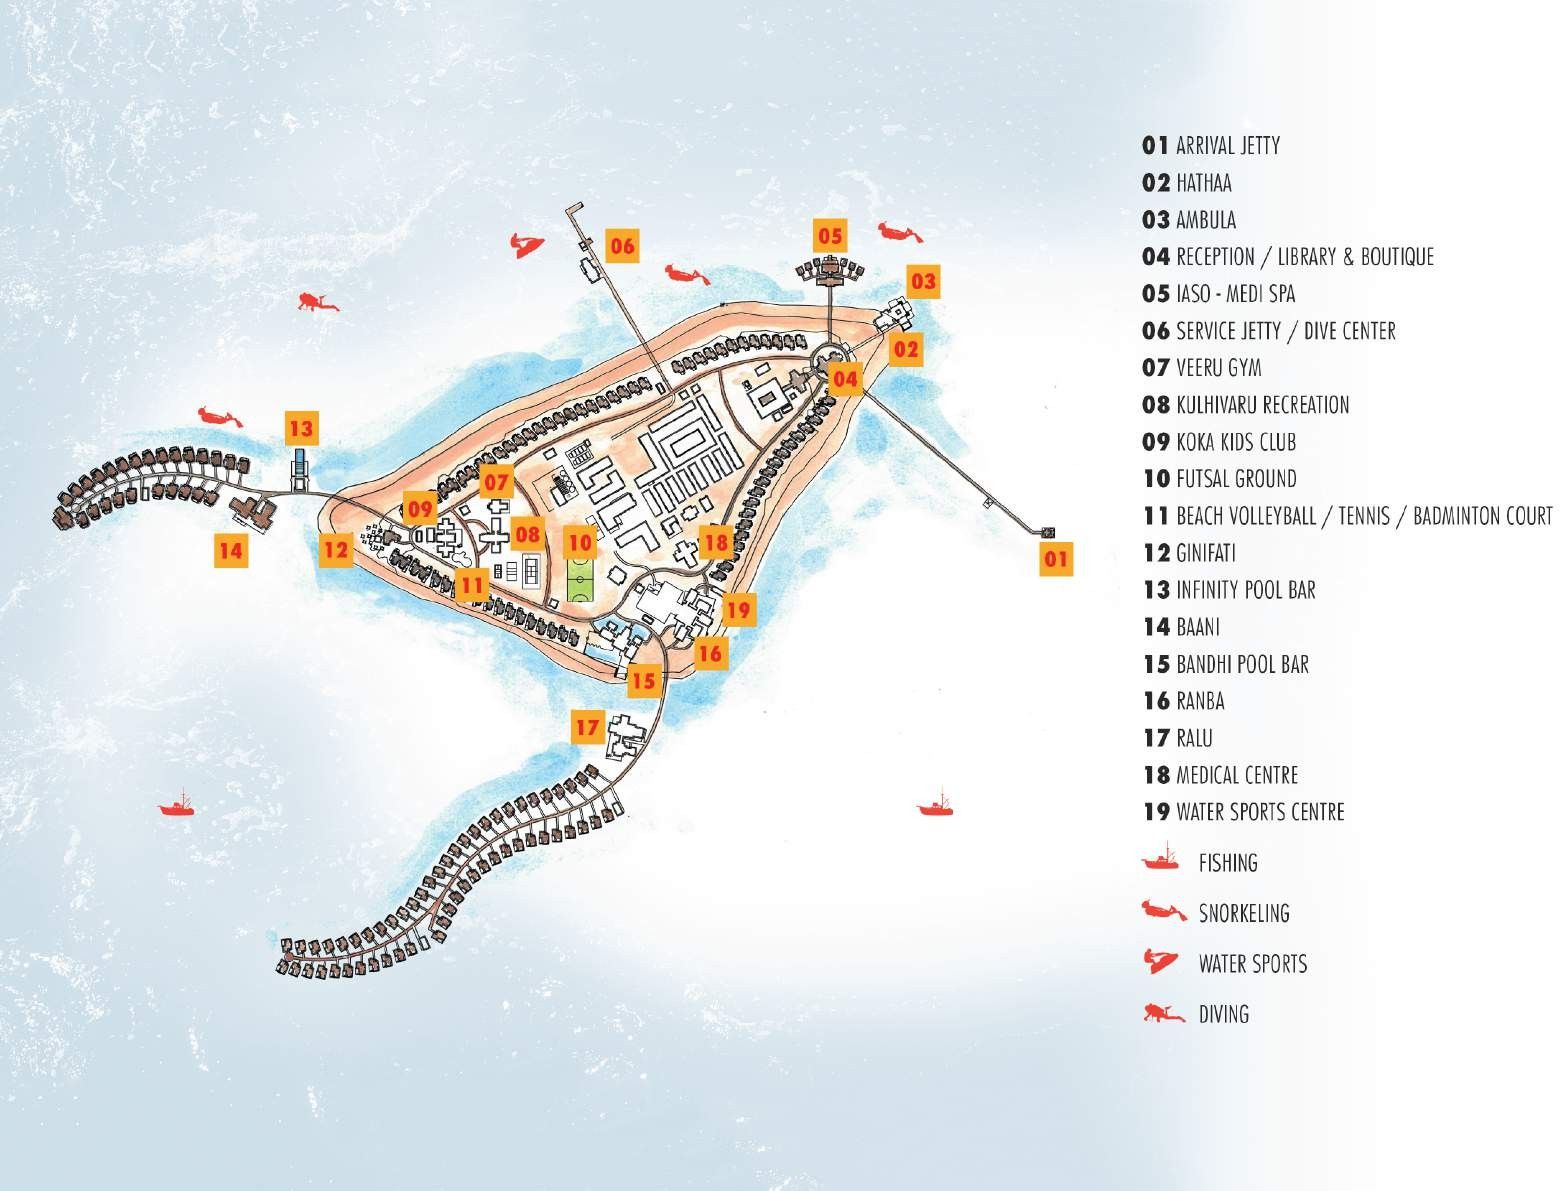 05
06
03
02
04
13
07
09
08
10
18
12
14
01
11
19
16
15
17
01 ARRIVAL JETTY
02 HATHAA
03 AMBULA
04 RECEPTION / LIBRARY & BOUTIQUE
05 IASO - MEDI SPA
06 SERVICE JETTY / DIVE CENTER
07 VEERU GYM
08 KULHIVARU RECREATION
09 KOKA KIDS CLUB
10 FUTSAL GROUND
11 BEACH VOLLEYBALL / TENNIS / BADMINTON COURT
12 GINIFATI
13 INFINITY POOL BAR
14 BAANI
15 BANDHI POOL BAR
16 RANBA
17 RALU
18 MEDICAL CENTRE
19 WATER SPORTS CENTRE
FISHING
SNORKELING
WATER SPORTS
DIVING